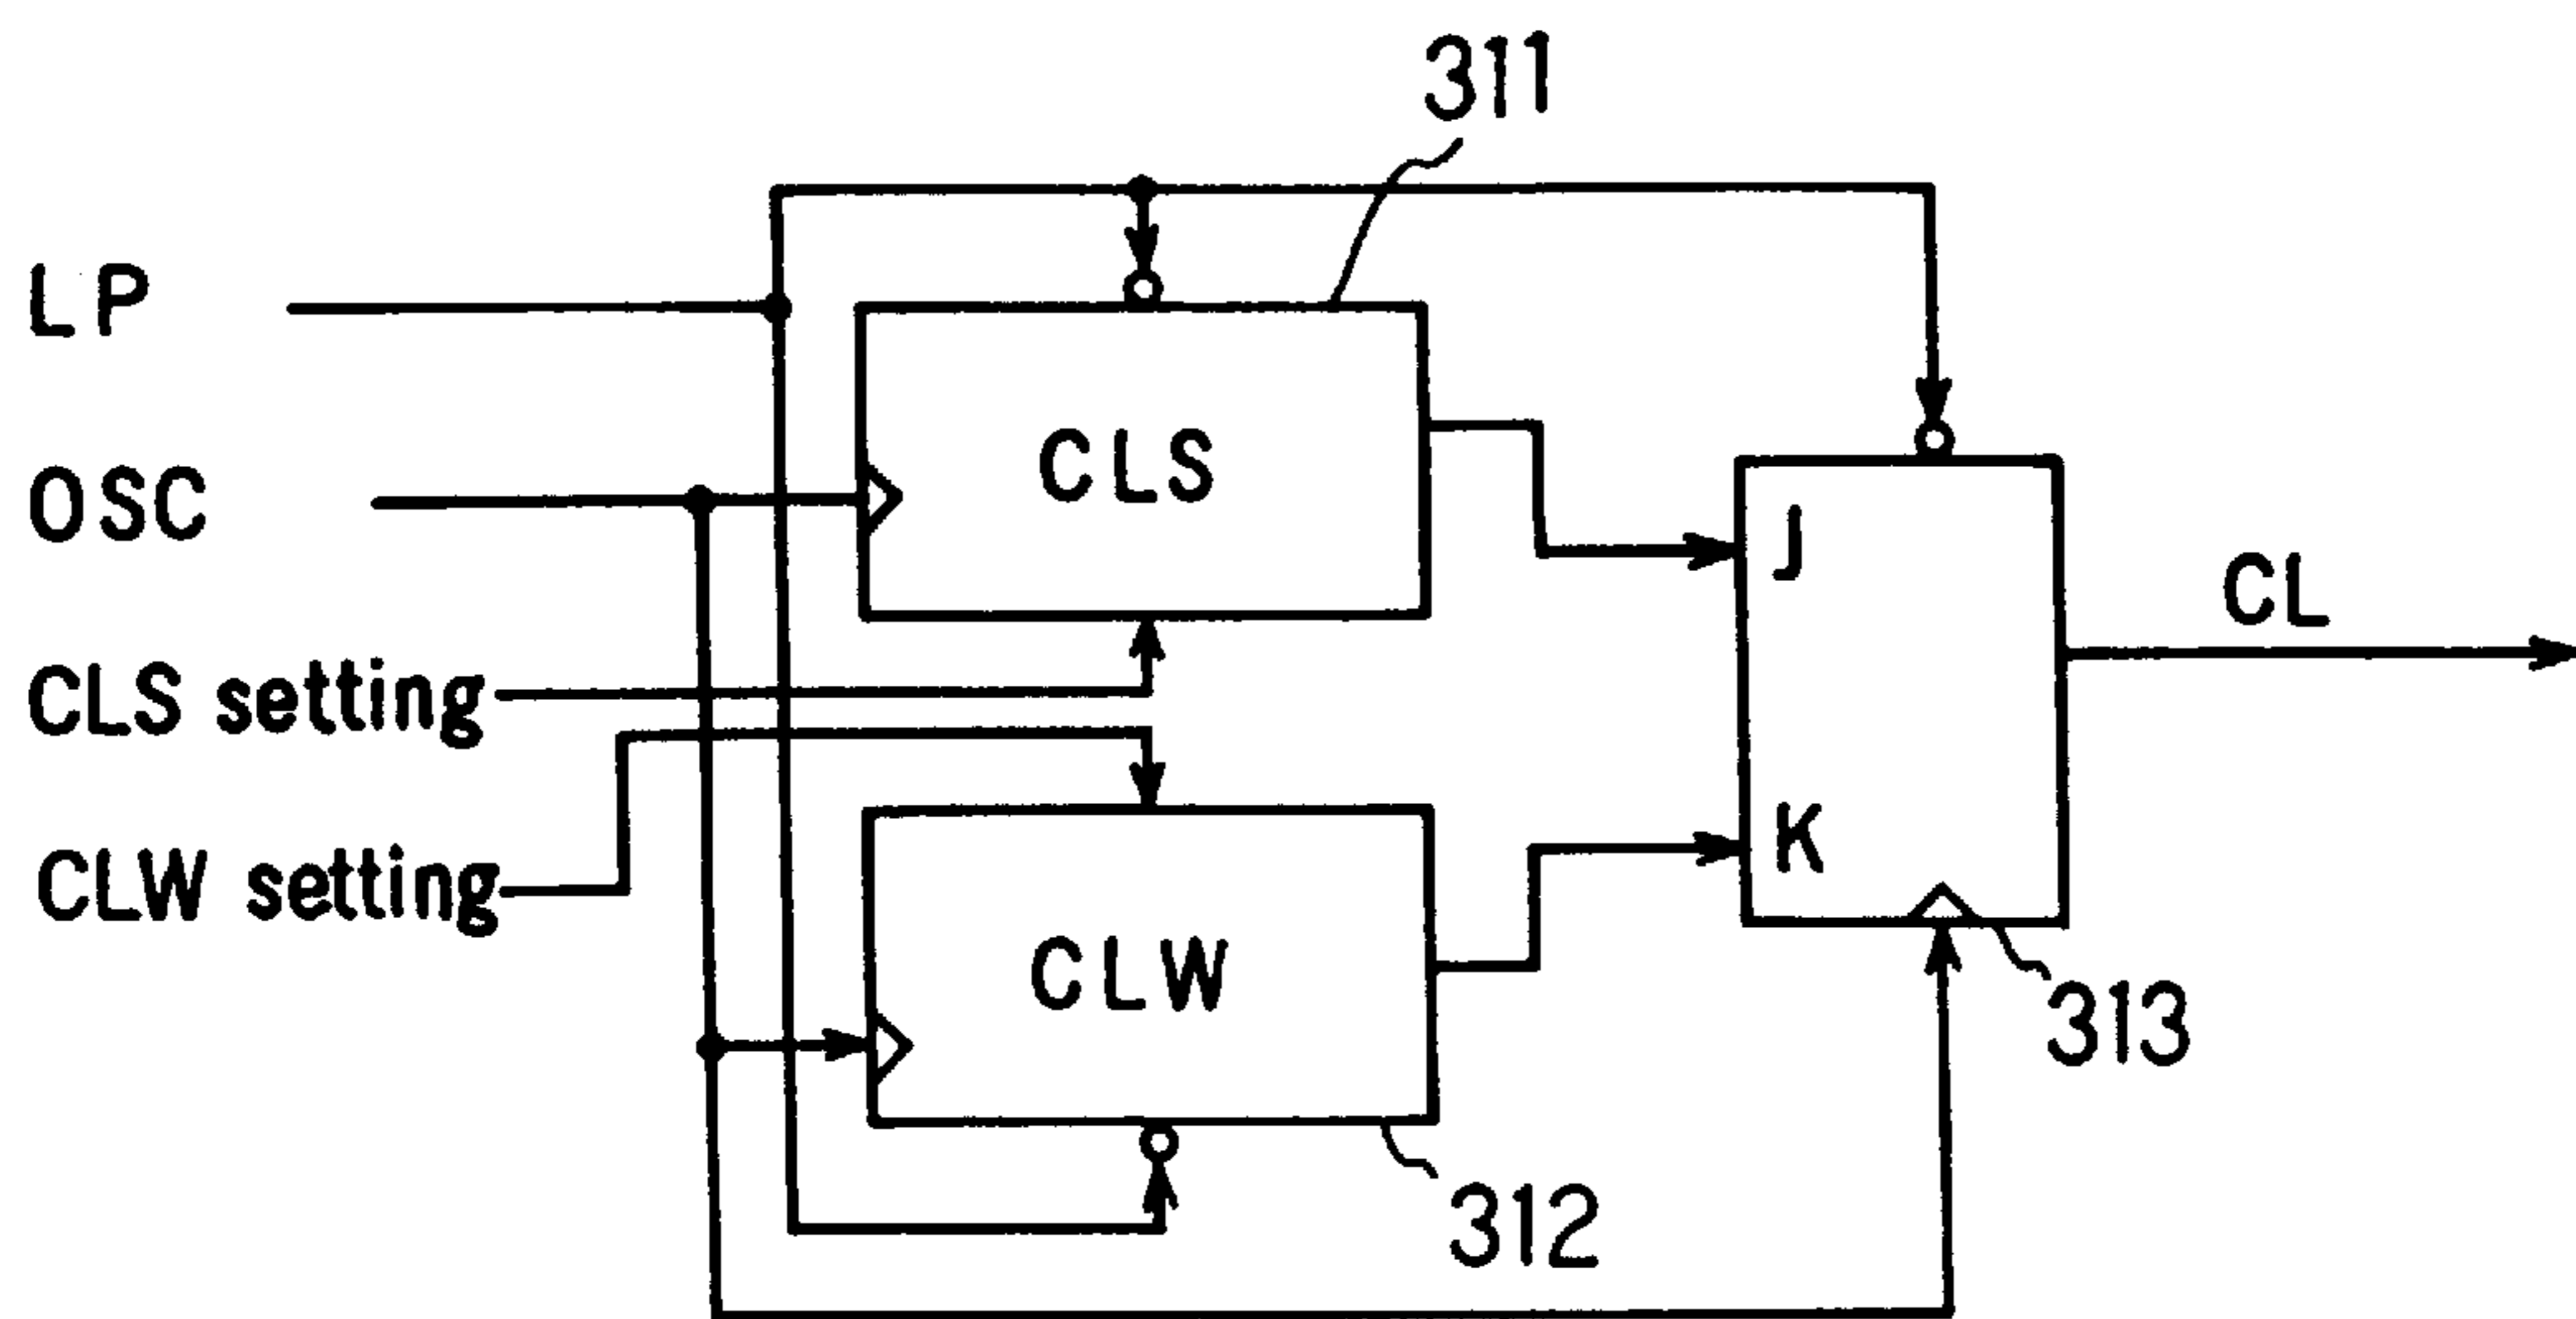 311
LP
CLS
OSC
J
CL
CLS setting
K
CLW setting
CLW
313
312